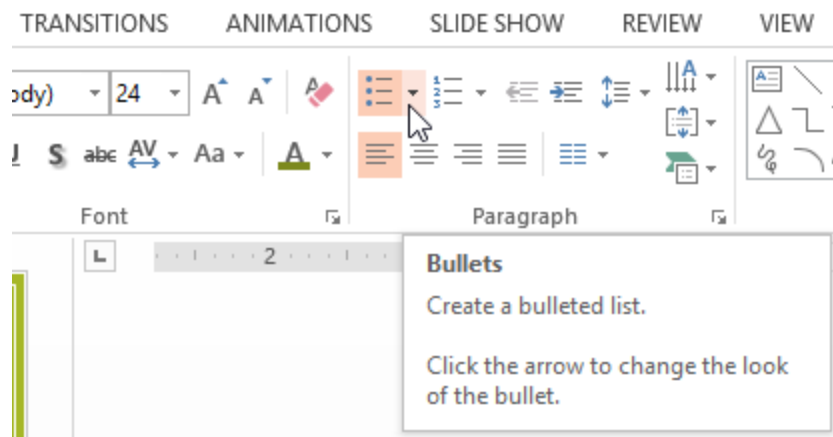 TRANSITIONS ANIMATIONS SLIDE SHOW REVIEW VIEW
ody) 24 A A A
S abc AV Aa A
Font Paragraph
L 2
Bullets
Create a bulleted list.
Click the arrow to change the look
of the bullet.